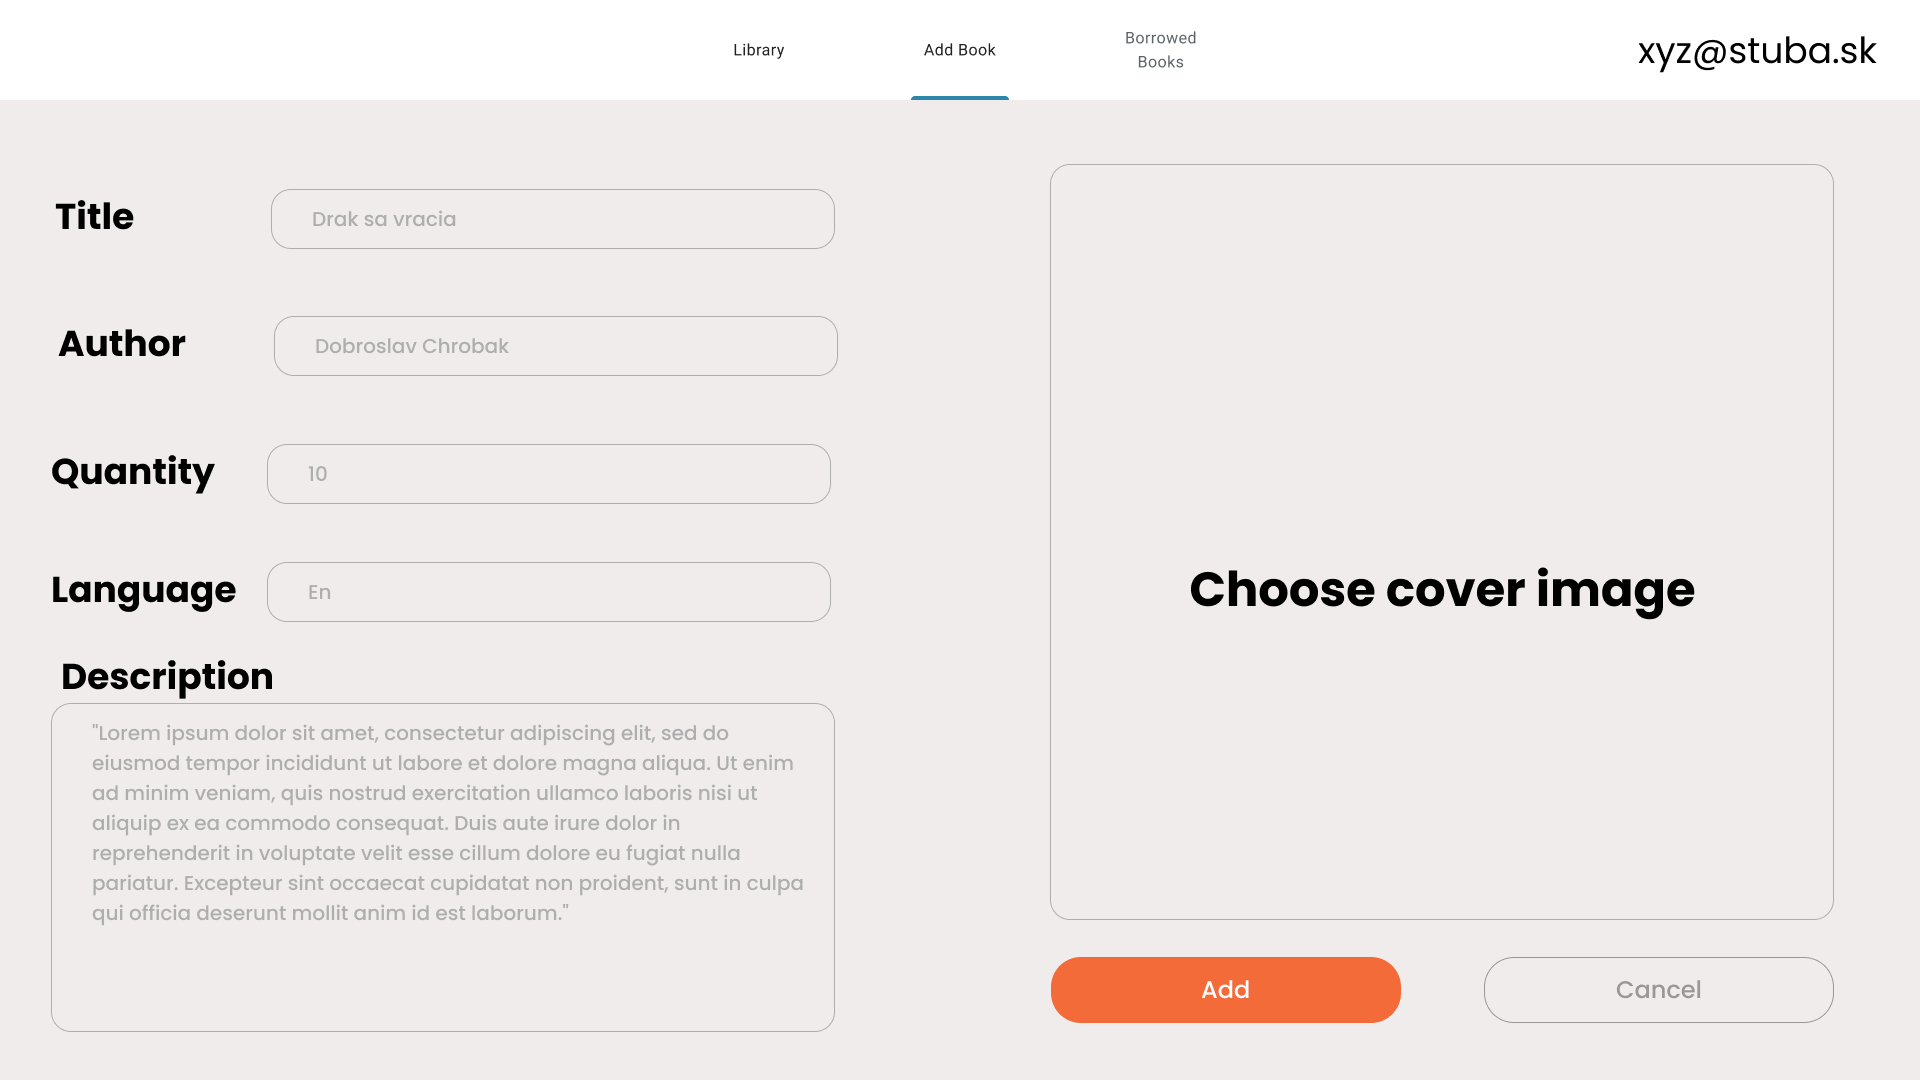 Library
Add Book
Borrowed
Books
xyz@stuba.sk
Title
Drak sa vracia
Author
Dobroslav Chrobak
Quantity
10
Language
En
Description
"Lorem ipsum dolor sit amet, consectetur adipiscing elit, sed do
eiusmod tempor incididunt ut labore et dolore magna aliqua. Ut enim
ad minim veniam, quis nostrud exercitation ullamco laboris nisi ut
aliquip ex ea commodo consequat. Duis aute irure dolor in
reprehenderit in voluptate velit esse cillum dolore eu fugiat nulla
pariatur. Excepteur sint occaecat cupidatat non proident, sunt in culpa
qui officia deserunt mollit anim id est laborum."
Choose cover image
Add
Cancel